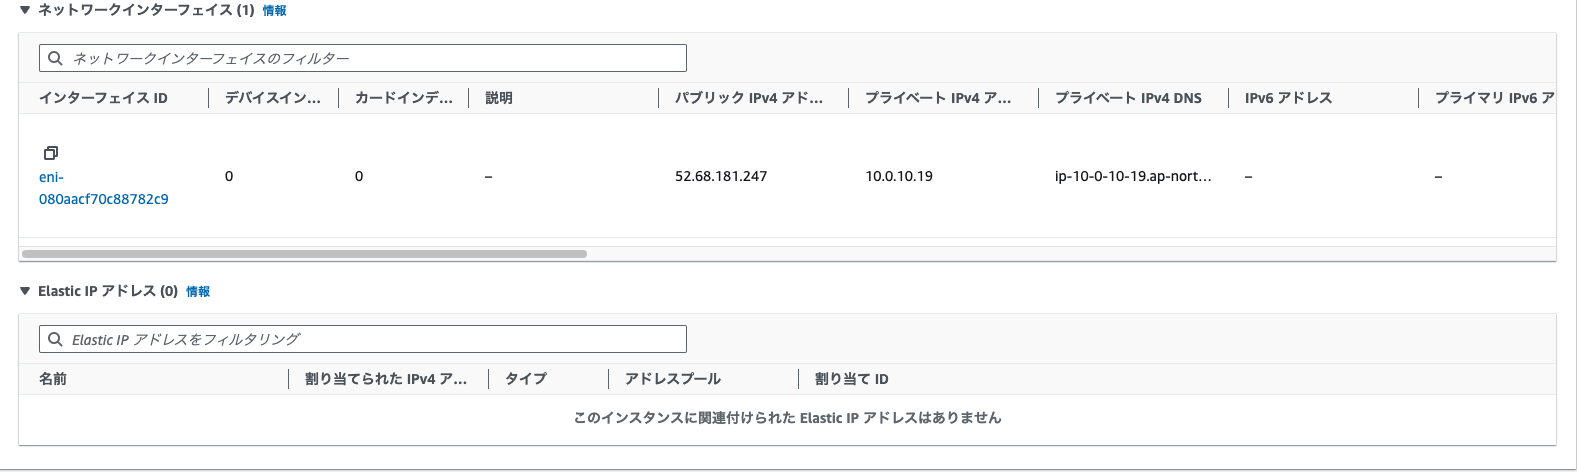 ▼ ネットワークインターフェイス (1) 情報
ネットワークインターフェイスのフィルター
インターフェイス ID デバイスイン... カードインデ... 説明 パブリック IPv4 アド... プライベート IPv4 ア... プライベート IPv4 DNS IPv6 アドレス プライマリ IPv6 ア
eni-
080aacf70c88782c9 0 0 – 52.68.181.247 10.0.10.19 ip-10-0-10-19.ap-nort... – –
▼ Elastic IP アドレス (0) 情報
Elastic IP アドレスをフィルタリング
名前 割り当てられた IPv4 ア... タイプ アドレスプール 割り当て ID
このインスタンスに関連付けられた Elastic IP アドレスはありません